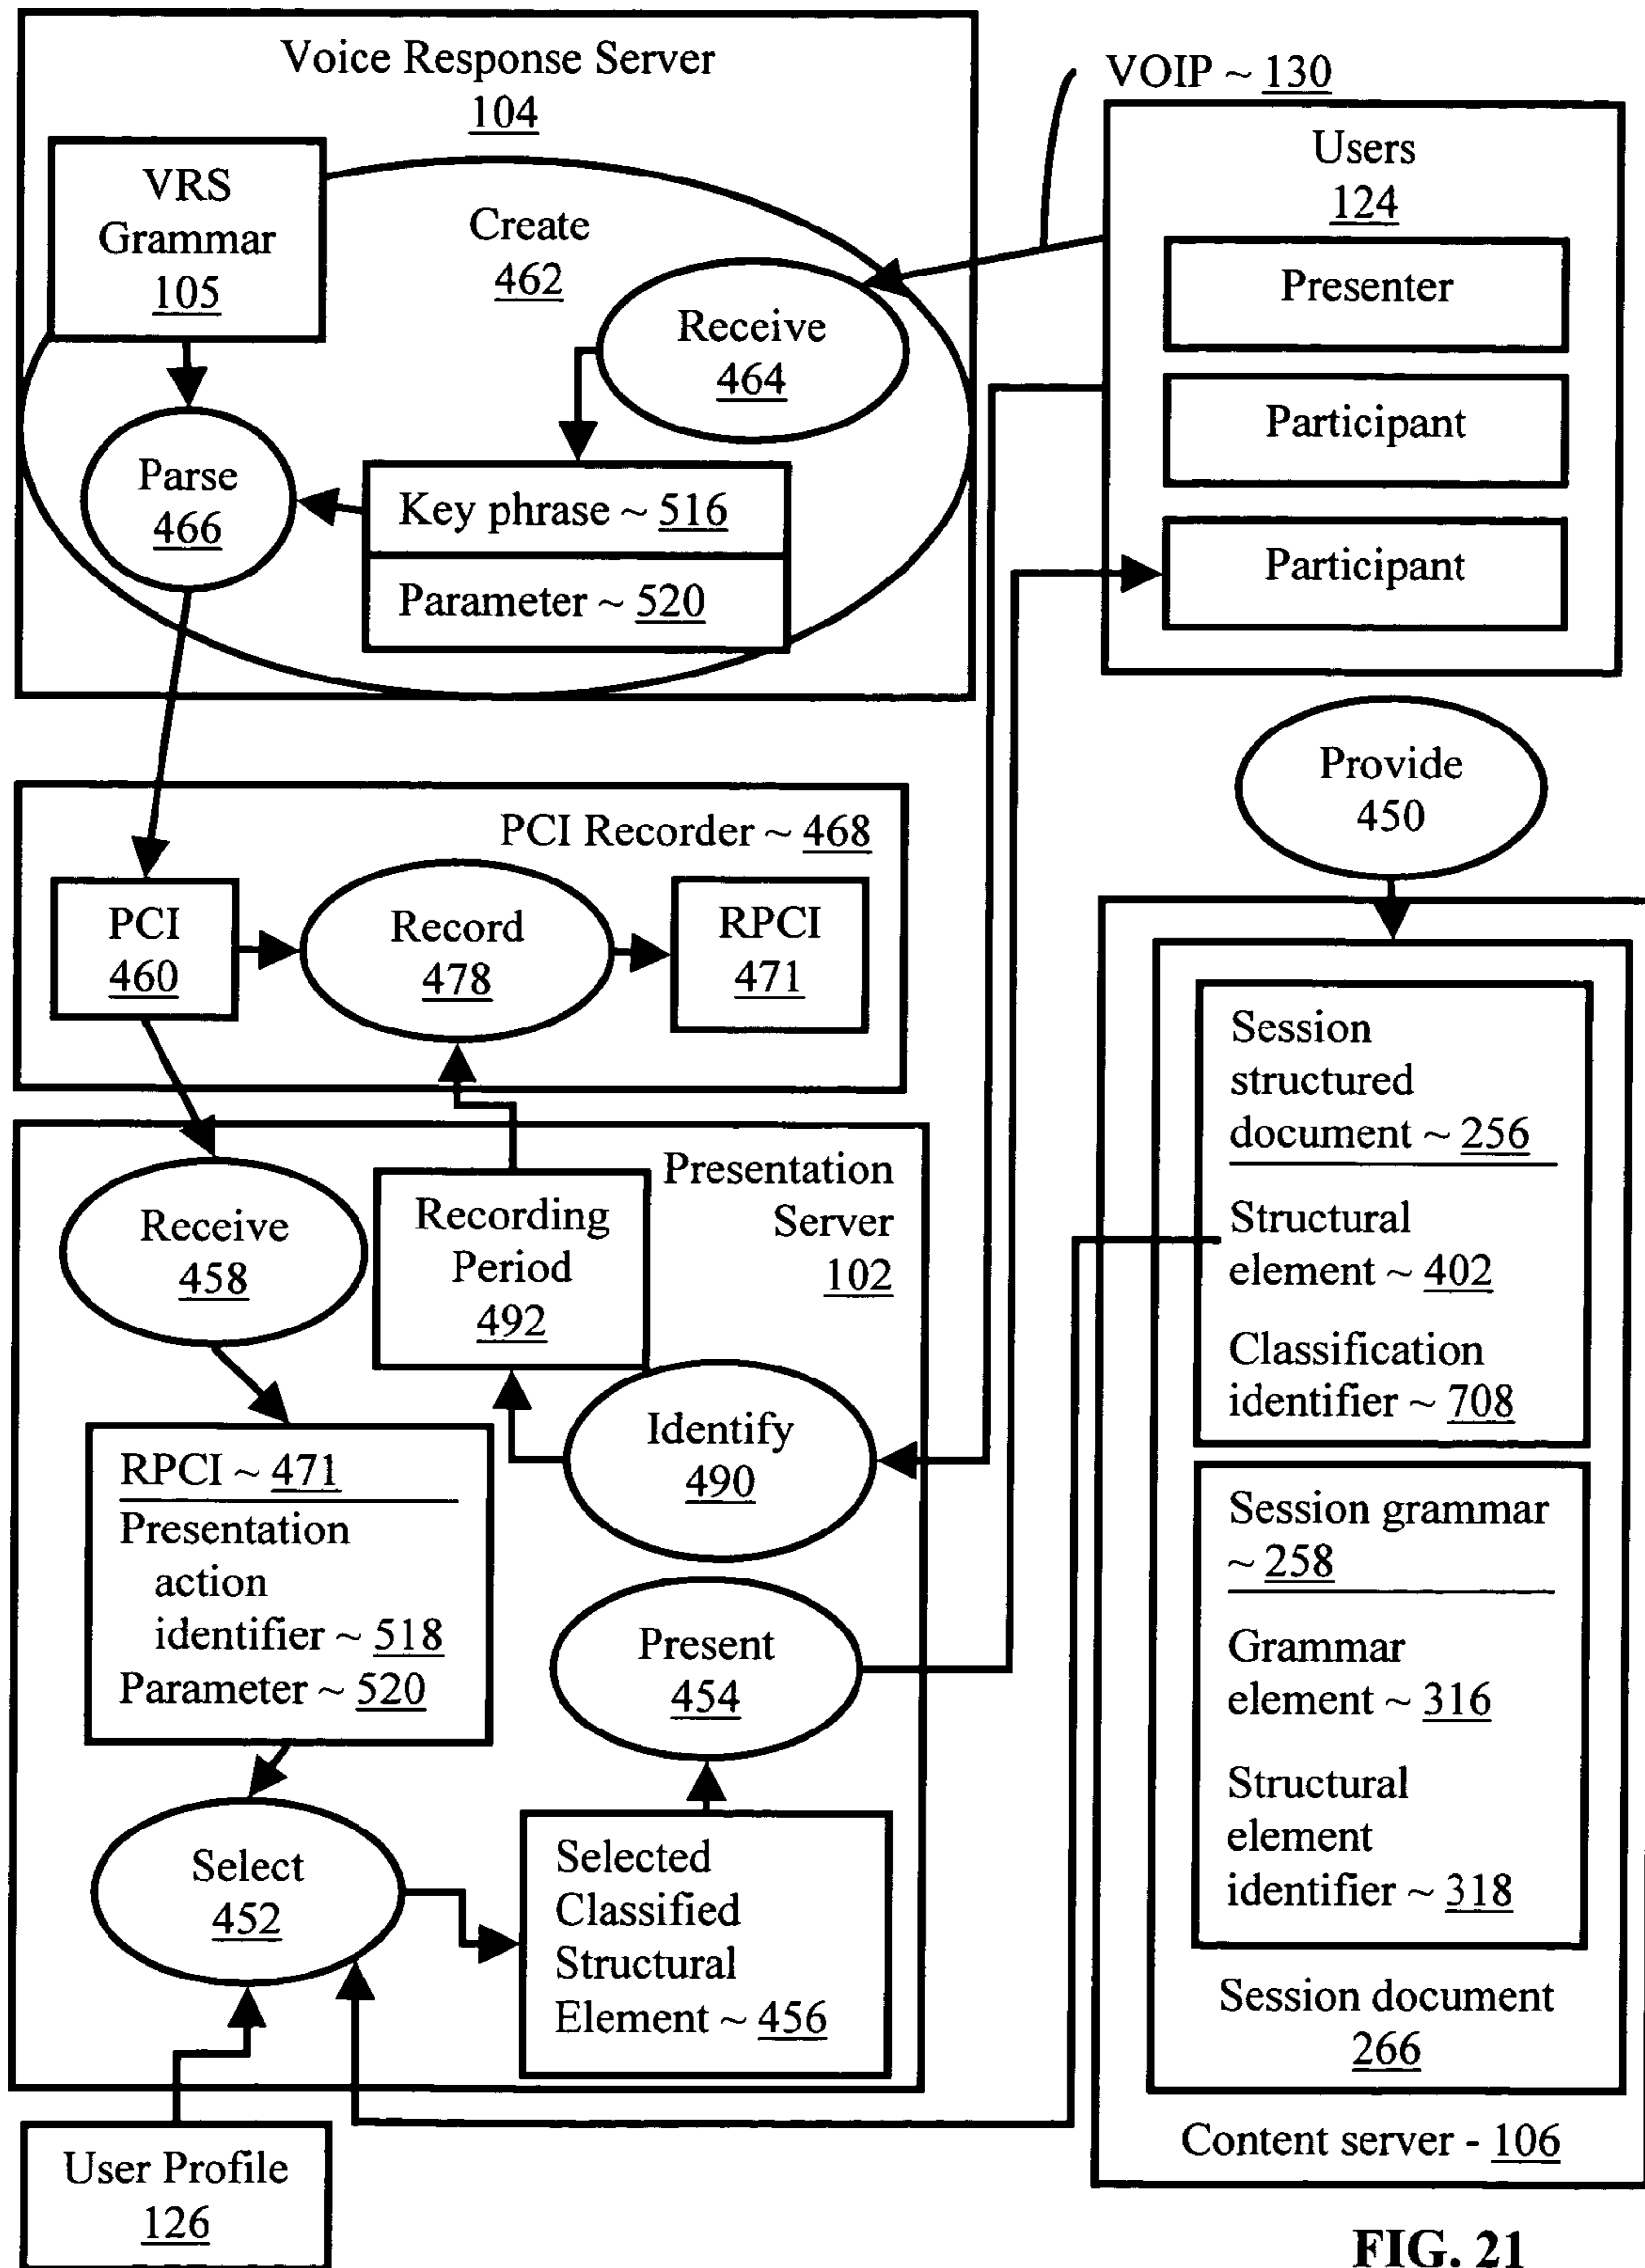 Voice Response Server
104
VOIP ~ 130
VRS
Grammar
105
Create
462
Receive
464
Parse
466
Key phrase ~ 516
Parameter ~ 520
Users
124
Presenter
Participant
Participant
Provide
450
PCI Recorder ~ 468
PCI
460
Record
478
RPCI
471
Presentation
Server
102
Receive
458
Recording
Period
492
Identify
490
RPCI ~ 471
Presentation
action
identifier ~ 518
Parameter ~ 520
Present
454
Select
452
Selected
Classified
Structural
Element ~ 456
User Profile
126
Session
structured
document ~ 256
Structural
element ~ 402
Classification
identifier ~ 708
Session grammar
~ 258
Grammar
element ~ 316
Structural
element
identifier ~ 318
Session document
266
Content server - 106
FIG. 21